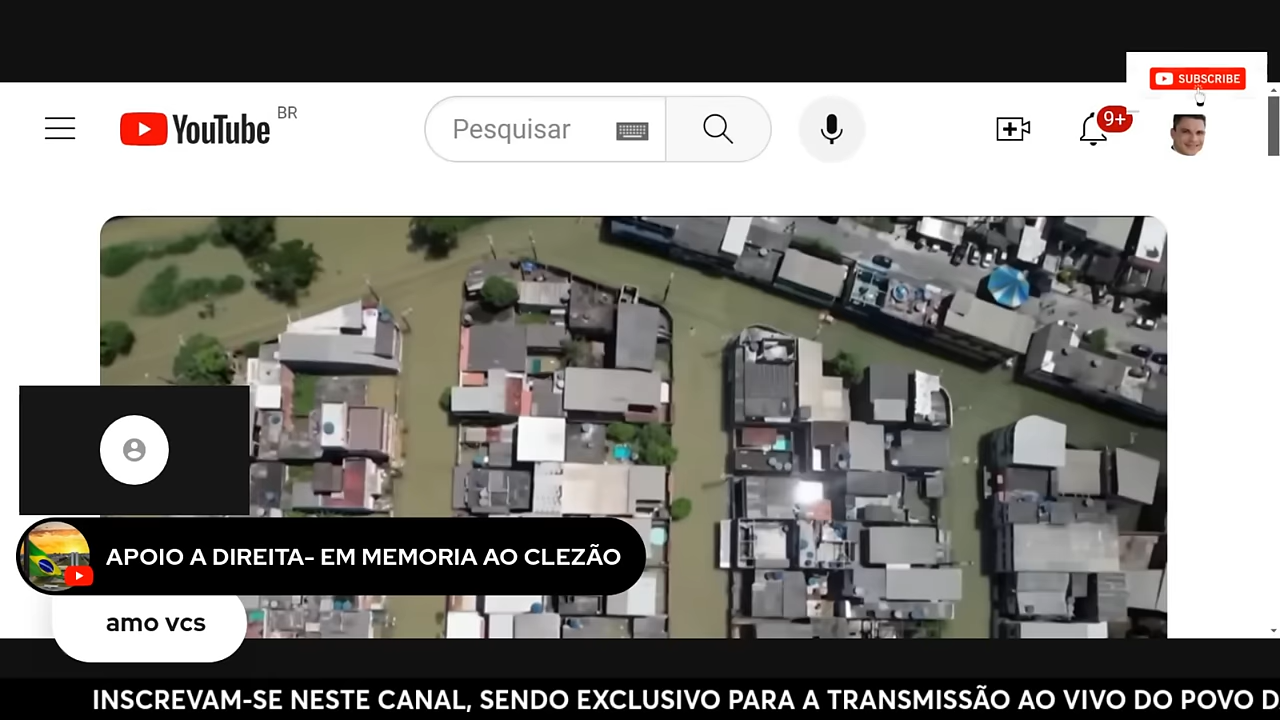 SUBSCRIBE
YouTube BR
Pesquisar
9+
APOIO A DIREITA- EM MEMORIA AO CLEZÃO
amo vcs
INSCREVAM-SE NESTE CANAL, SENDO EXCLUSIVO PARA A TRANSMISSÃO AO VIVO DO POVO D